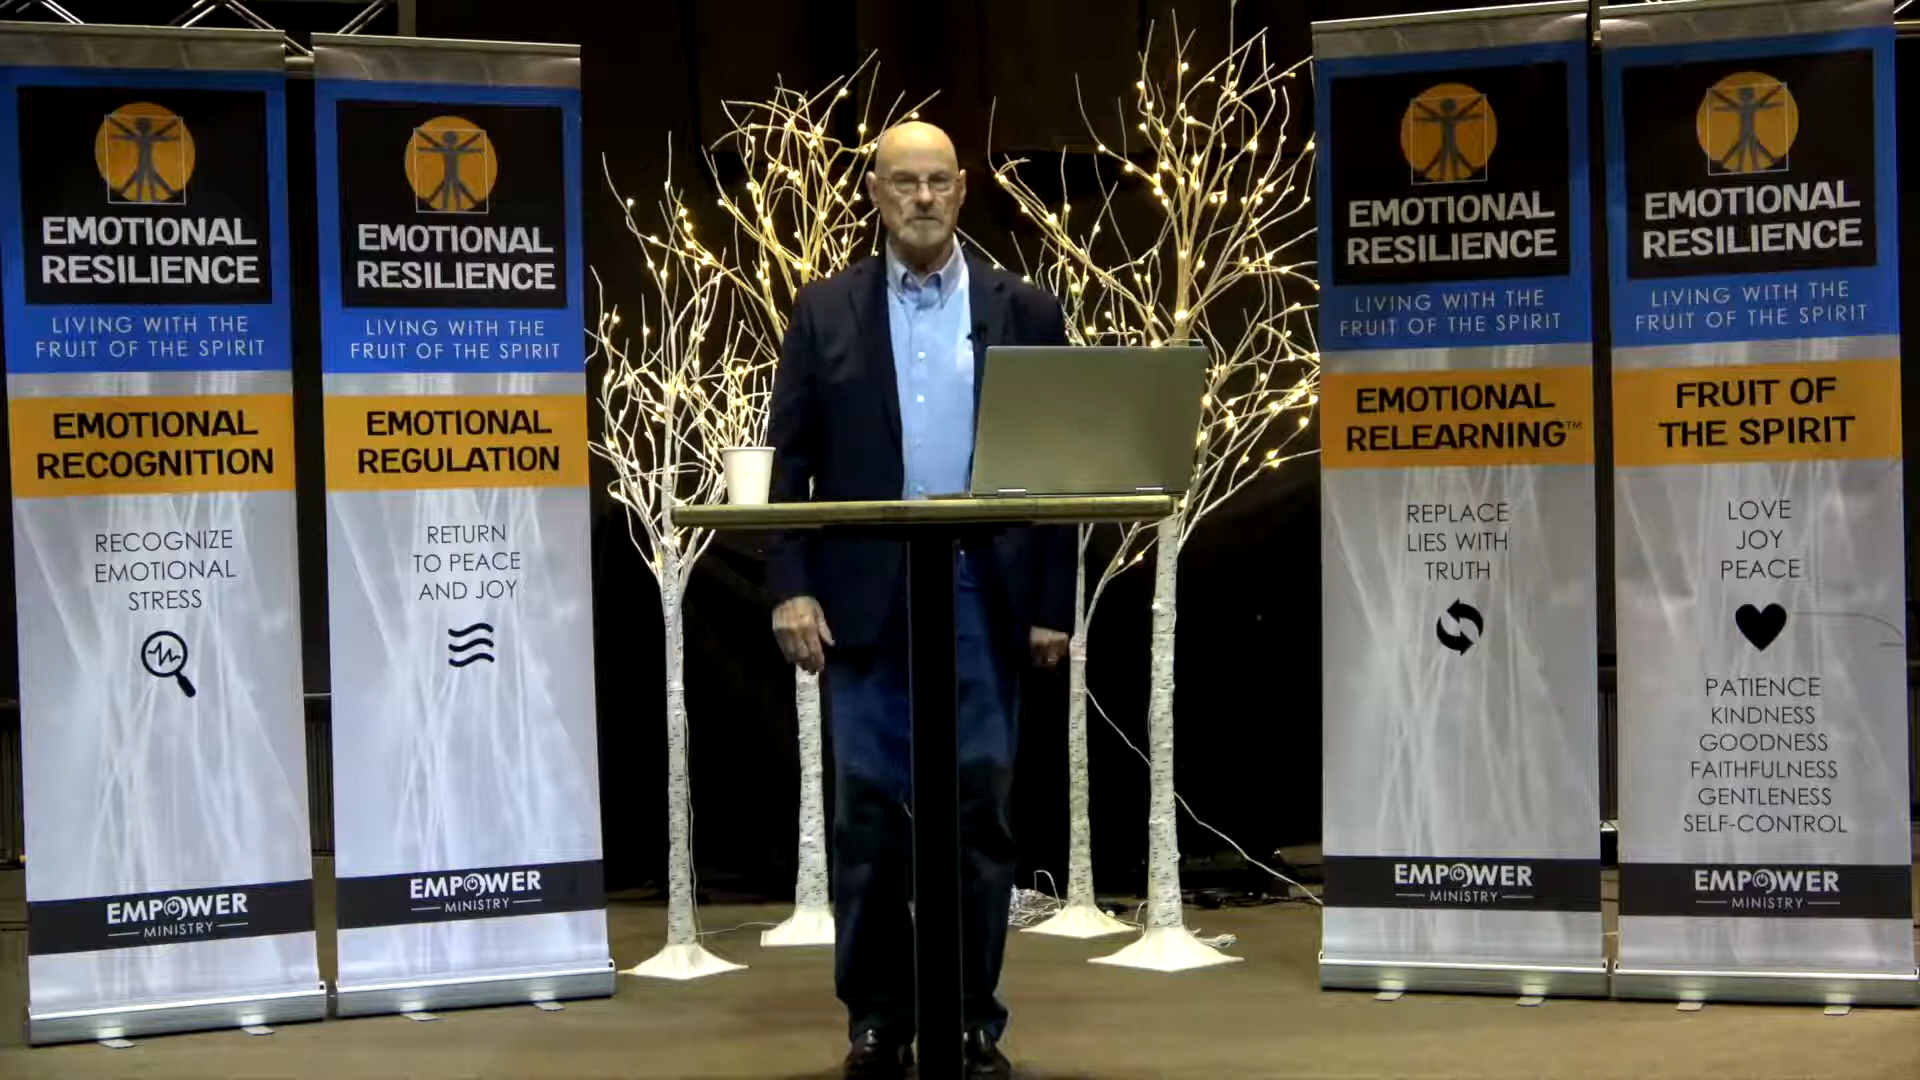 EMOTIONAL
RESILIENCE
LIVING WITH THE
FRUIT OF THE SPIRIT
EMOTIONAL
RECOGNITION
RECOGNIZE
EMOTIONAL
STRESS
EMPOWER
MINISTRY
EMOTIONAL
RESILIENCE
LIVING WITH THE
FRUIT OF THE SPIRIT
EMOTIONAL
REGULATION
RETURN
TO PEACE
AND JOY
EMPOWER
MINISTRY
EMOTIONAL
RESILIENCE
LIVING WITH THE
FRUIT OF THE SPIRIT
EMOTIONAL
RELEARNING™
REPLACE
LIES WITH
TRUTH
EMPOWER
MINISTRY
EMOTIONAL
RESILIENCE
LIVING WITH THE
FRUIT OF THE SPIRIT
FRUIT OF
THE SPIRIT
LOVE
JOY
PEACE
PATIENCE
KINDNESS
GOODNESS
FAITHFULNESS
GENTLENESS
SELF-CONTROL
EMPOWER
MINISTRY